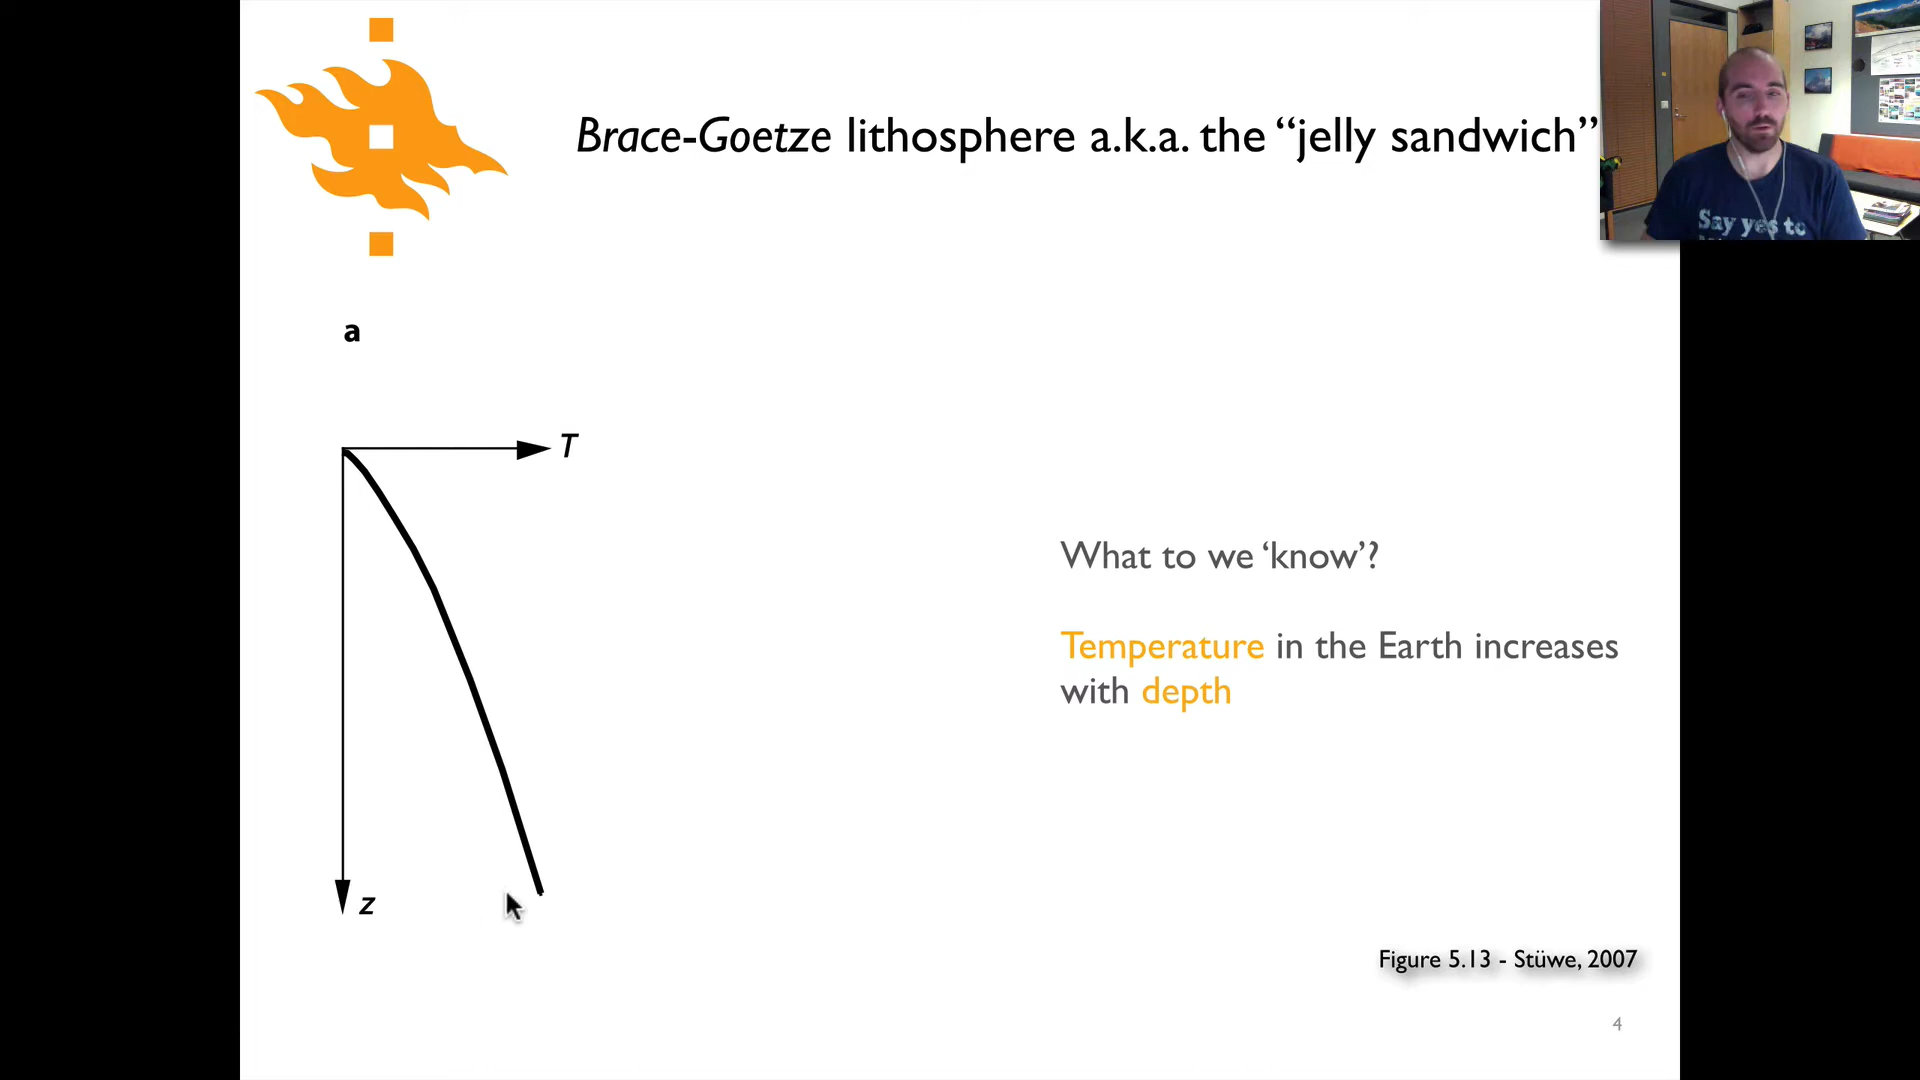 Brace-Goetze lithosphere a.k.a. the “jelly sandwich”
Say yes to
a
T
z
What to we ‘know’?
Temperature in the Earth increases
with depth
Figure 5.13 - Stüwe, 2007
4